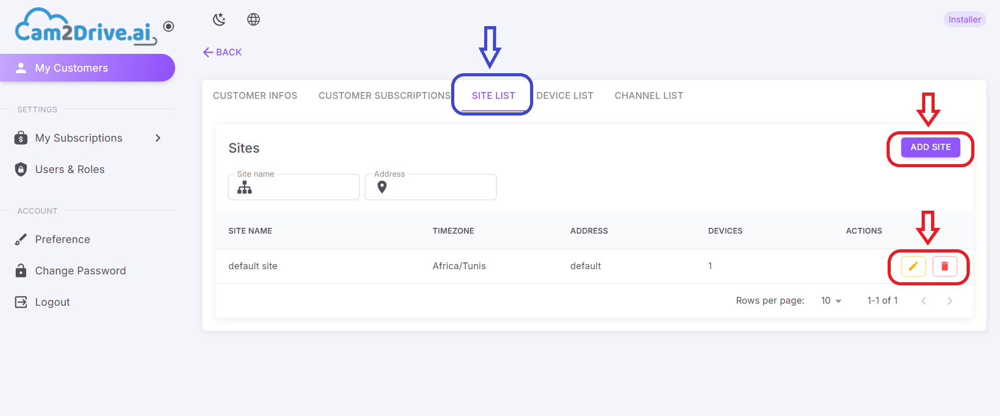 Cam2Drive.ai
Installer
BACK
My Customers
CUSTOMER INFOS
CUSTOMER SUBSCRIPTIONS
SITE LIST
DEVICE LIST
CHANNEL LIST
SETTINGS
My Subscriptions
Users & Roles
ACCOUNT
Preference
Change Password
Logout
Sites
ADD SITE
Site name
Address
SITE NAME TIMEZONE ADDRESS DEVICES ACTIONS
default site Africa/Tunis default 1
Rows per page: 10 1-1 of 1